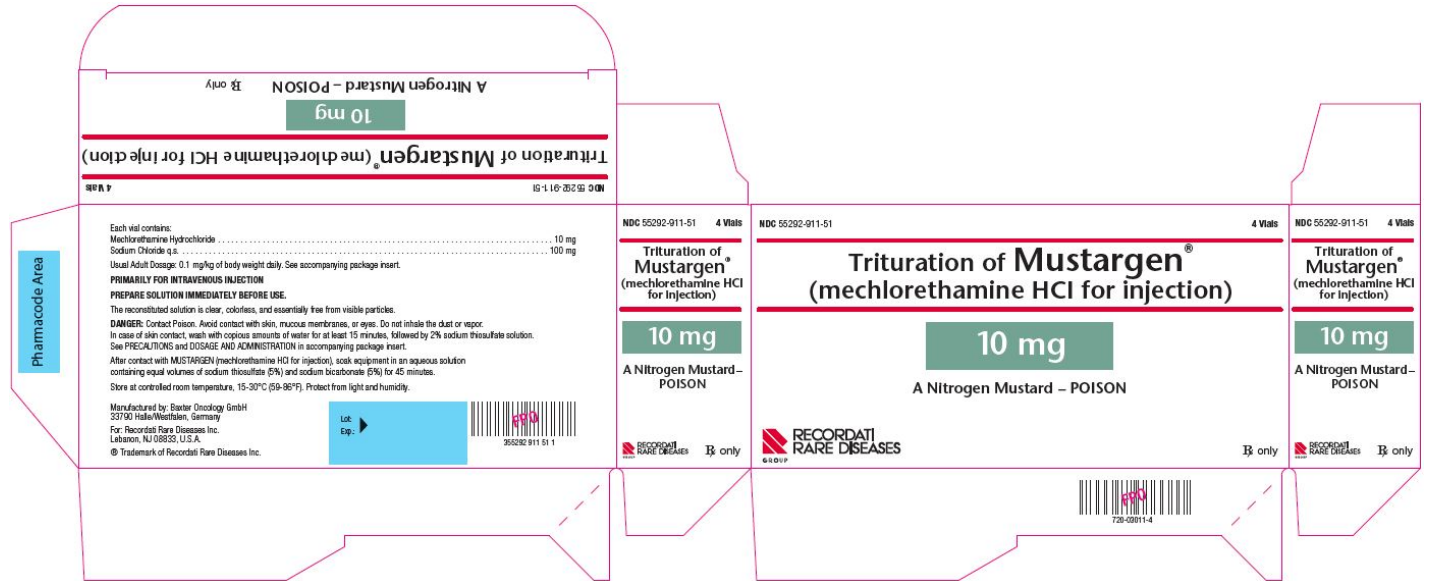 Pharmacode Area
NDC 55292-911-51 4 Vials
Trituration of Mustargen® (mechlorethamine HCl for injection)
10 mg
A Nitrogen Mustard – POISON ℞ only
Each vial contains:
Mechlorethamine Hydrochloride . . . . . . . . . . . . . . . . . . . . . . . . . . . . . . . . . . . . . . . . 10 mg
Sodium Chloride q.s. . . . . . . . . . . . . . . . . . . . . . . . . . . . . . . . . . . . . . . . . . . . . 100 mg
Usual Adult Dosage: 0.1 mg/kg of body weight daily. See accompanying package insert.
PRIMARILY FOR INTRAVENOUS INJECTION
PREPARE SOLUTION IMMEDIATELY BEFORE USE.
The reconstituted solution is clear, colorless, and essentially free from visible particles.
DANGER: Contact Poison. Avoid contact with skin, mucous membranes, or eyes. Do not inhale the dust or vapor.
In case of skin contact, wash with copious amounts of water for at least 15 minutes, followed by 2% sodium thiosulfate solution.
See PRECAUTIONS and DOSAGE AND ADMINISTRATION in accompanying package insert.
After contact with MUSTARGEN (mechlorethamine HCl for injection), soak equipment in an aqueous solution
containing equal volumes of sodium thiosulfate (5%) and sodium bicarbonate (5%) for 45 minutes.
Store at controlled room temperature, 15-30°C (59-86°F). Protect from light and humidity.
Manufactured by: Baxter Oncology GmbH
33790 Halle/Westfalen, Germany
For: Recordati Rare Diseases Inc.
Lebanon, NJ 08833, U.S.A.
® Trademark of Recordati Rare Diseases Inc.
Lot:
Exp.:
FPO
355292 911 51 1
NDC 55292-911-51 4 Vials
Trituration of
Mustargen®
(mechlorethamine HCl
for injection)
10 mg
A Nitrogen Mustard–
POISON
RECORDATI
RARE DISEASES
GROUP
℞ only
NDC 55292-911-51 4 Vials
Trituration of Mustargen®
(mechlorethamine HCl for injection)
10 mg
A Nitrogen Mustard – POISON
RECORDATI
RARE DISEASES
GROUP
℞ only
FPO
720-03011-4
NDC 55292-911-51 4 Vials
Trituration of
Mustargen®
(mechlorethamine HCl
for injection)
10 mg
A Nitrogen Mustard–
POISON
RECORDATI
RARE DISEASES
GROUP
℞ only